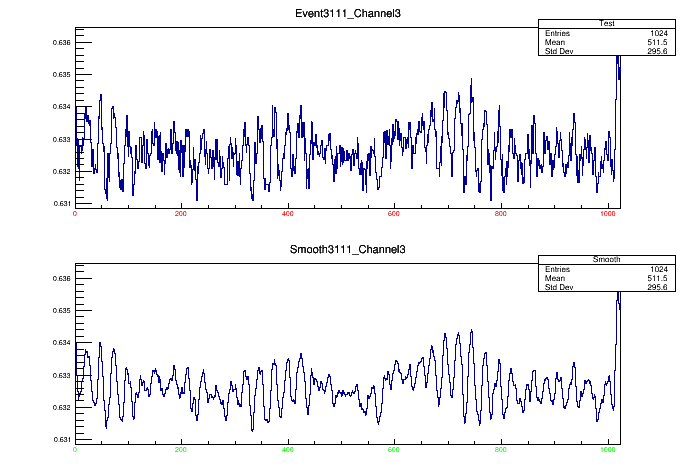 Event3111_Channel3
Test
Entries 1024
Mean 511.5
Std Dev 295.6
0.636
0.635
0.634
0.633
0.632
0.631
0 200 400 600 800 1000
Smooth3111_Channel3
Smooth
Entries 1024
Mean 511.5
Std Dev 295.6
0.636
0.635
0.634
0.633
0.632
0.631
0 200 400 600 800 1000